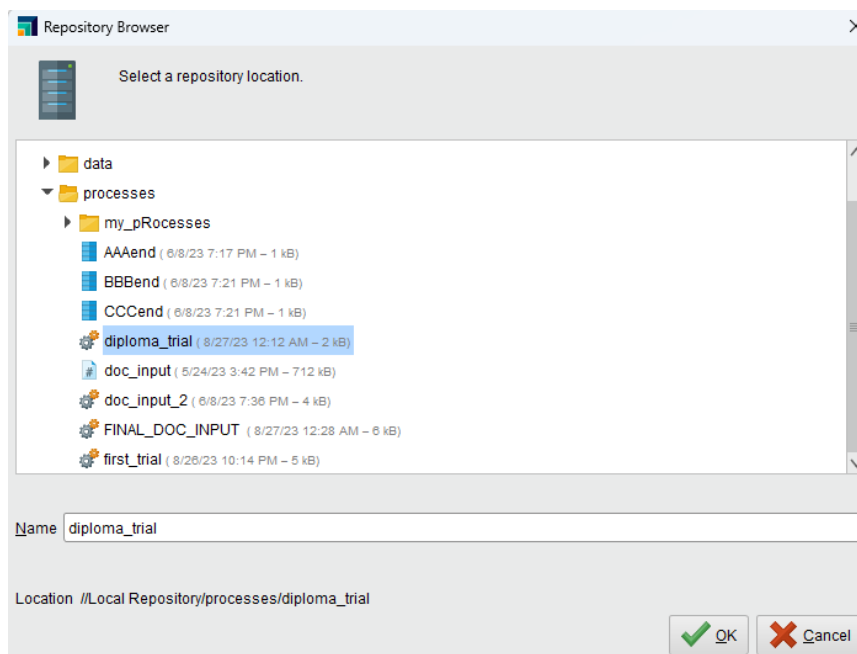 Repository Browser
Select a repository location.
data
processes
my_pRocesses
AAAend ( 6/8/23 7:17 PM – 1 kB)
BBBend ( 6/8/23 7:21 PM – 1 kB)
CCCend ( 6/8/23 7:21 PM – 1 kB)
diploma_trial ( 8/27/23 12:12 AM – 2 kB)
doc_input ( 5/24/23 3:42 PM – 712 kB)
doc_input_2 ( 6/8/23 7:36 PM – 4 kB)
FINAL_DOC_INPUT ( 8/27/23 12:28 AM – 6 kB)
first_trial ( 8/26/23 10:14 PM – 5 kB)
Name diploma_trial
Location //Local Repository/processes/diploma_trial
OK Cancel